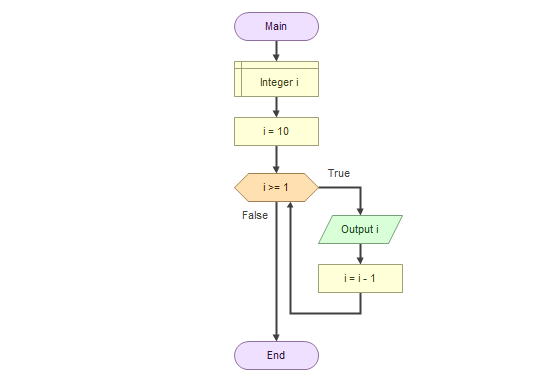 Main
Integer i
i = 10
i >= 1
True
False
Output i
i = i - 1
End